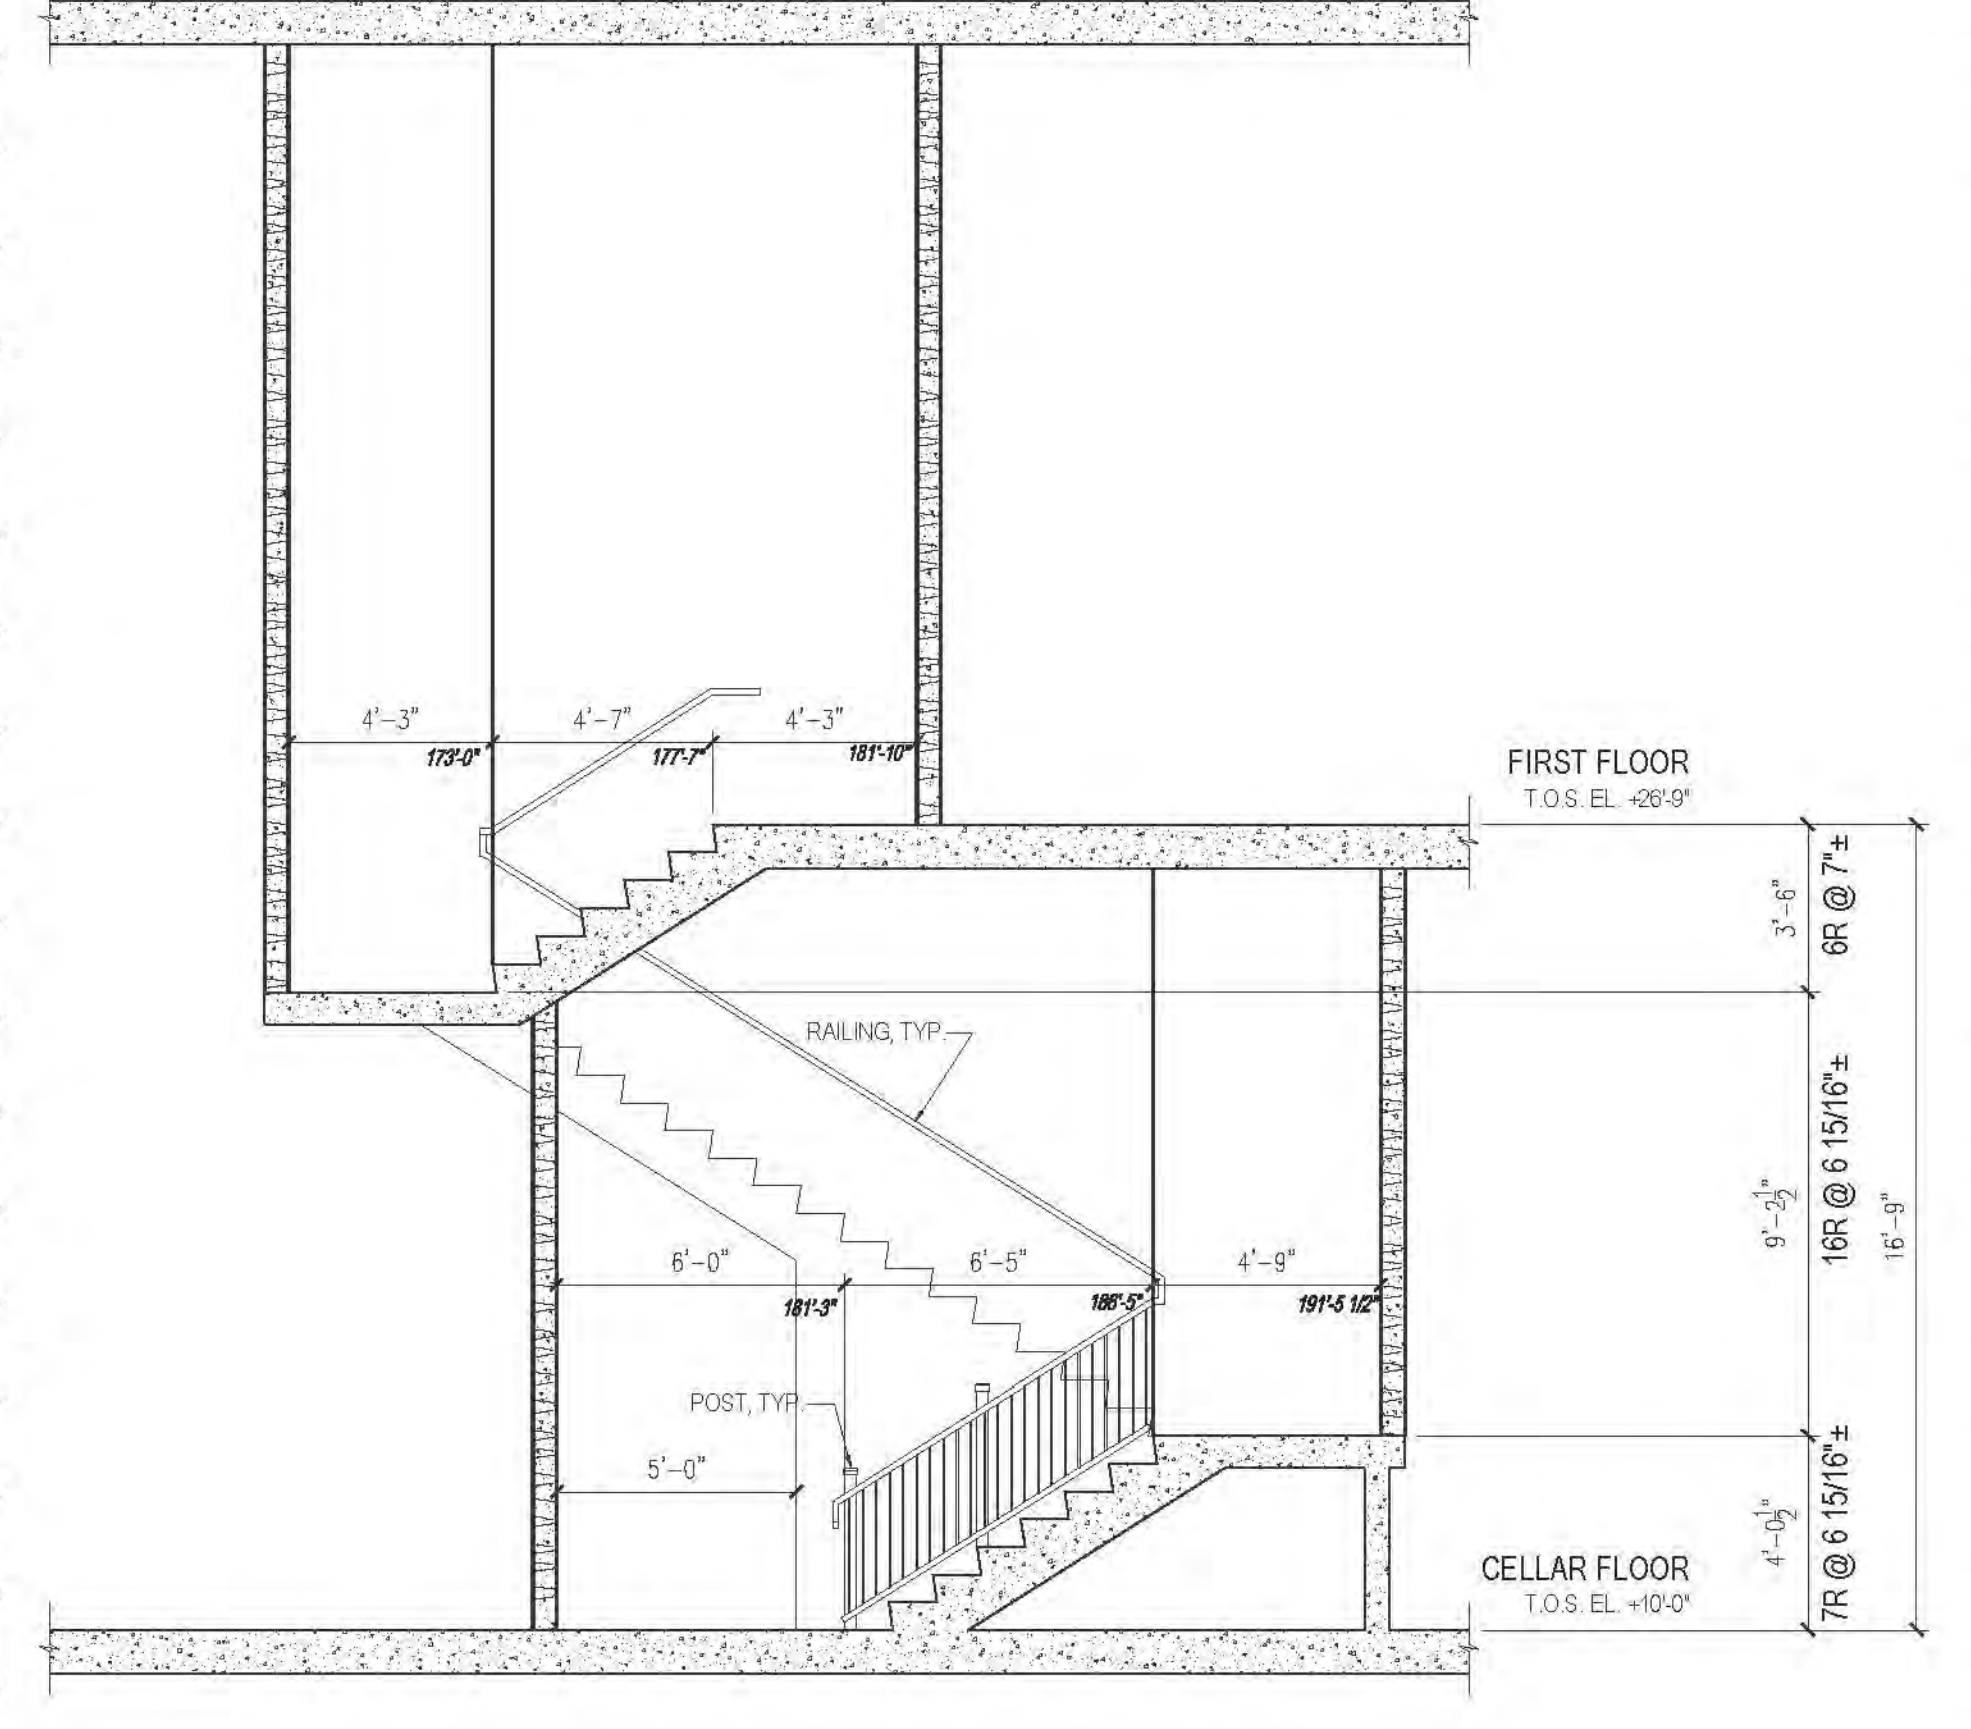 4'-3"
4'-7"
4'-3"
173'-0"
177'-7"
181'-10"
FIRST FLOOR
T.O.S. EL. +26'-9"
3'-6"
6R @ 7"±
RAILING, TYP.
9'-2½"
16R @ 6 15/16"±
16'-9"
6'-0"
6'-5"
4'-9"
181'-3"
188'-5"
191'-5 1/2"
POST, TYP.
5'-0"
4'-0½"
7R @ 6 15/16"±
CELLAR FLOOR
T.O.S. EL. +10'-0"